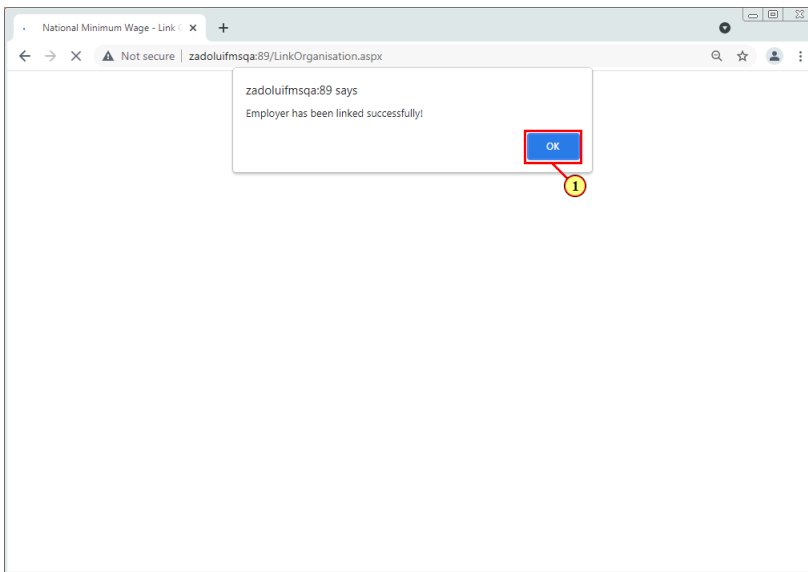 National Minimum Wage - Link
Not secure | zadoluifmsqa:89/LinkOrganisation.aspx
zadoluifmsqa:89 says
Employer has been linked successfully!
OK
1